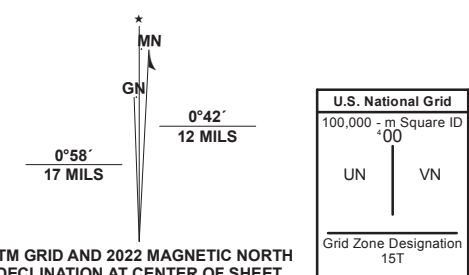 ★
MN
GN
0°42´
12 MILS
0°58´
17 MILS
TM GRID AND 2022 MAGNETIC NORTH
DECLINATION AT CENTER OF SHEET
U.S. National Grid
100,000 - m Square ID
⁴00
UN
VN
Grid Zone Designation
15T